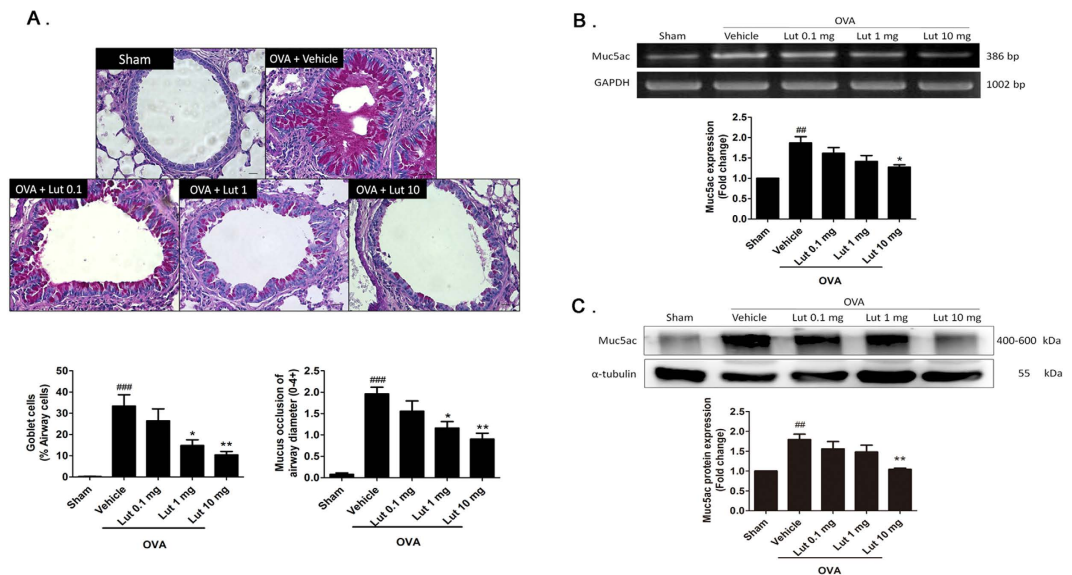 A .
Sham
OVA + Vehicle
OVA + Lut 0.1
OVA + Lut 1
OVA + Lut 10
Goblet cells
(% Airway cells)
50
40
30
20
10
0
###
*
**
Sham
Vehicle
Lut 0.1 mg
Lut 1 mg
Lut 10 mg
OVA
Mucus occlusion of
airway diameter (0-4+)
2.5
2.0
1.5
1.0
0.5
0.0
###
*
**
Sham
Vehicle
Lut 0.1 mg
Lut 1 mg
Lut 10 mg
OVA
B .
OVA
Sham Vehicle Lut 0.1 mg Lut 1 mg Lut 10 mg
Muc5ac 386 bp
GAPDH 1002 bp
Muc5ac expression
(Fold change)
2.5
2.0
1.5
1.0
0.5
0.0
##
*
Sham
Vehicle
Lut 0.1 mg
Lut 1 mg
Lut 10 mg
OVA
C .
OVA
Sham Vehicle Lut 0.1 mg Lut 1 mg Lut 10 mg
Muc5ac 400-600 kDa
α-tubulin 55 kDa
Muc5ac protein expression
(Fold change)
2.5
2.0
1.5
1.0
0.5
0.0
##
**
Sham
Vehicle
Lut 0.1 mg
Lut 1 mg
Lut 10 mg
OVA